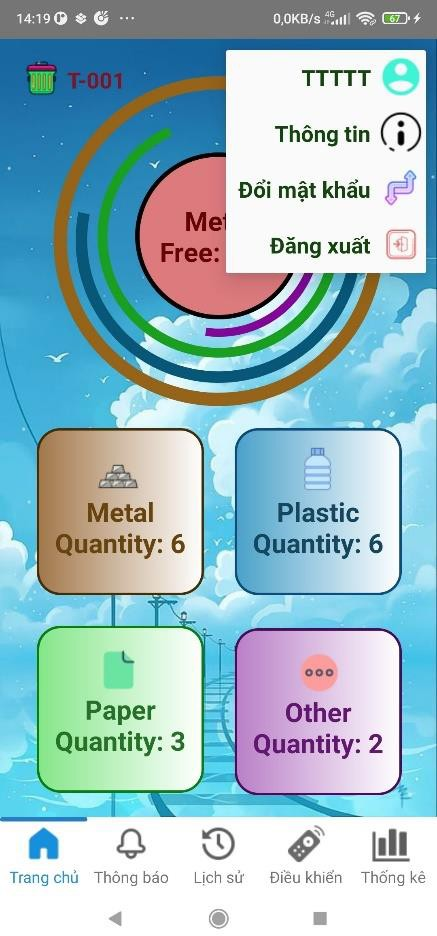 14:19
0,0KB/s 4G 67
T-001
TTTTT
Thông tin
Đổi mật khẩu
Đăng xuất
Free:
Metal
Quantity: 6
Plastic
Quantity: 6
Paper
Quantity: 3
Other
Quantity: 2
Trang chủ
Thông báo
Lịch sử
Điều khiển
Thống kê